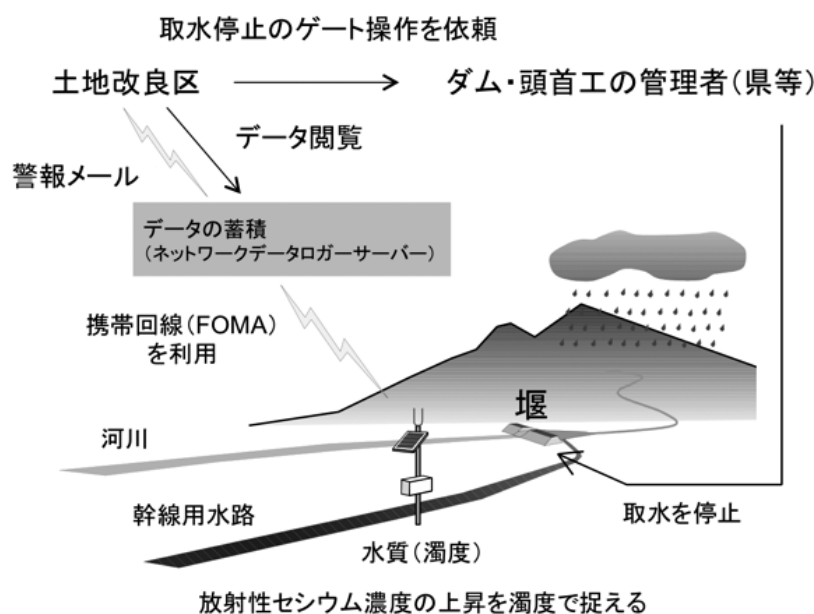 取水停止のゲート操作を依頼
土地改良区
ダム・頭首工の管理者（県等）
データ閲覧
警報メール
データの蓄積
（ネットワークデータロガーサーバー）
携帯回線（FOMA）
を利用
堰
河川
幹線用水路
取水を停止
水質（濁度）
放射性セシウム濃度の上昇を濁度で捉える